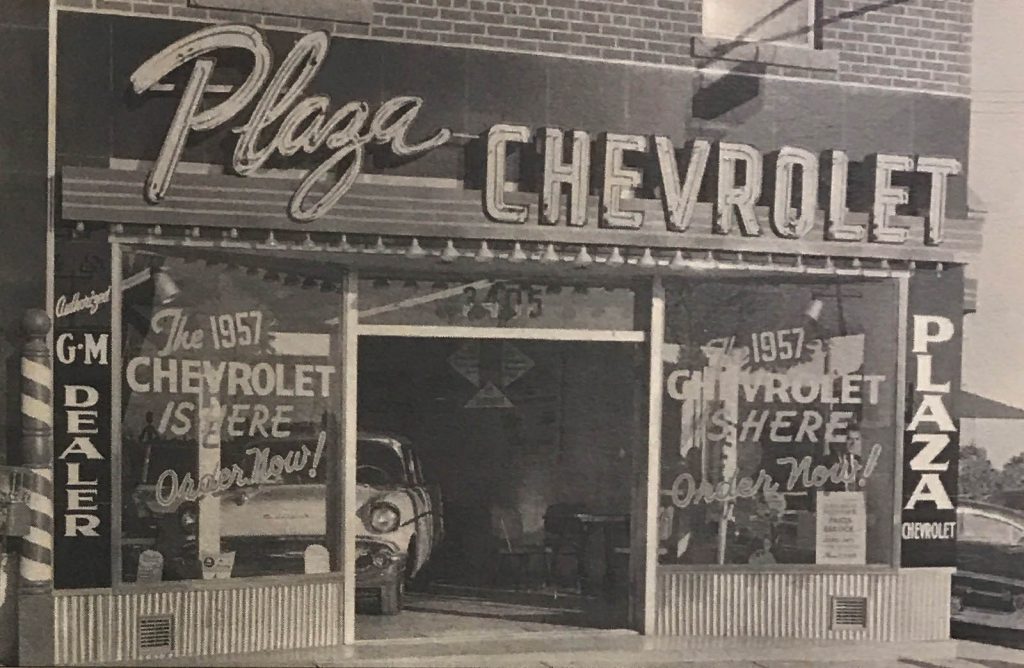 Plaza CHEVROLET
Authorized
G·M
DEALER
The 1957
CHEVROLET
IS HERE
Order Now!
3405
The 1957
CHEVROLET
IS HERE
Order Now!
PLAZA
CHEVROLET